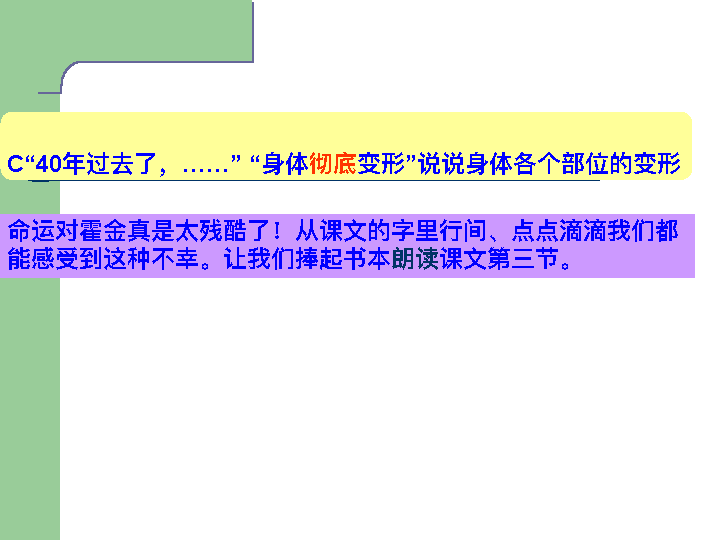 C“40年过去了，……” “身体彻底变形”说说身体各个部位的变形
命运对霍金真是太残酷了！从课文的字里行间、点点滴滴我们都
能感受到这种不幸。让我们捧起书本朗读课文第三节。